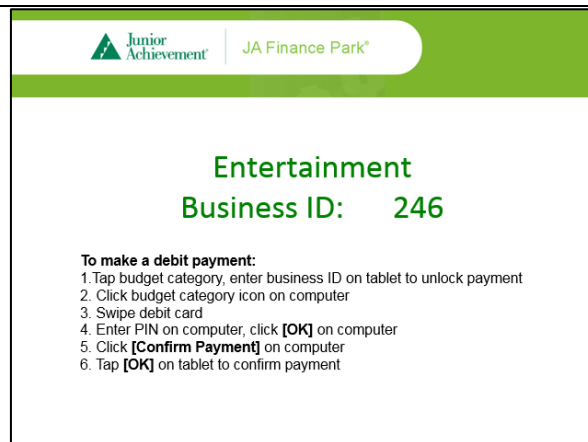 Junior
Achievement®
JA Finance Park®
Entertainment
Business ID: 246
To make a debit payment:
1.Tap budget category, enter business ID on tablet to unlock payment
2. Click budget category icon on computer
3. Swipe debit card
4. Enter PIN on computer, click [OK] on computer
5. Click [Confirm Payment] on computer
6. Tap [OK] on tablet to confirm payment